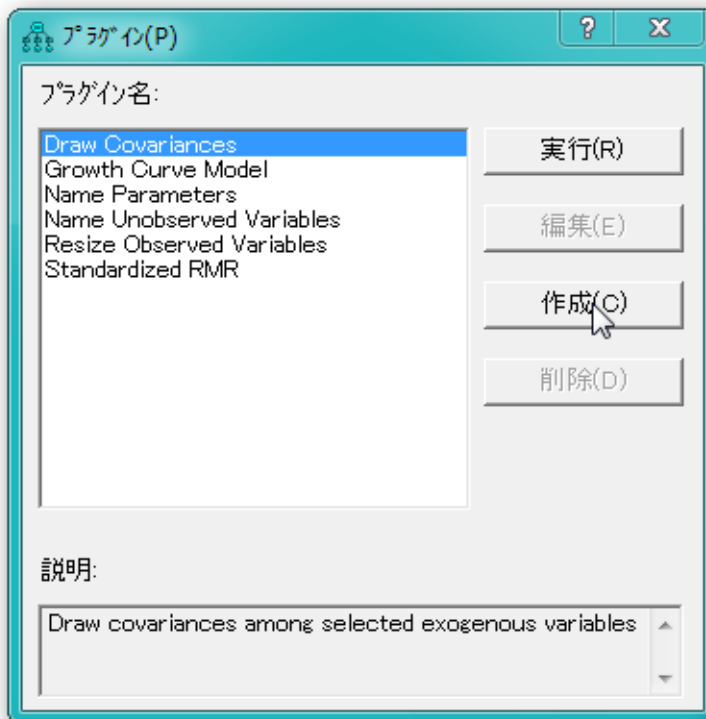 プラグイン(P)
プラグイン名:
Draw Covariances
Growth Curve Model
Name Parameters
Name Unobserved Variables
Resize Observed Variables
Standardized RMR
実行(R)
編集(E)
作成(C)
削除(D)
説明:
Draw covariances among selected exogenous variables